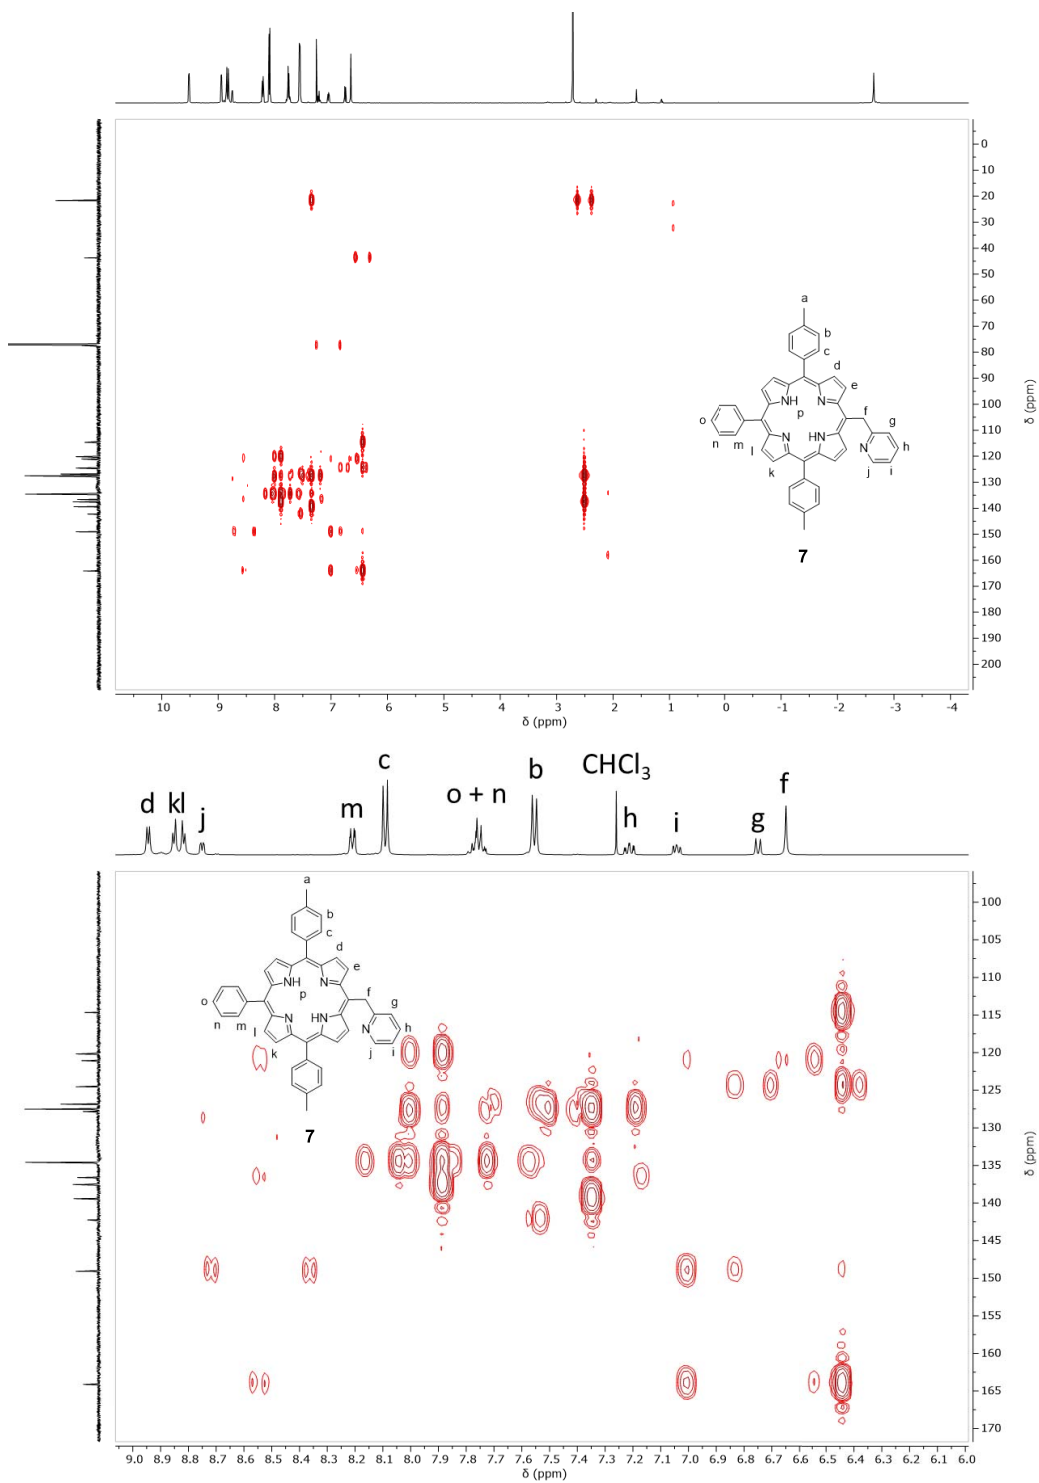 0
10
20
30
40
50
60
70
80
90
100
110
120
130
140
150
160
170
180
190
200
δ (ppm)
a
b
c
d
e
NH
N
p
f
o
g
n
m
N
HN
N
h
l
j
i
k
7
10 9 8 7 6 5 4 3 2 1 0 -1 -2 -3 -4
δ (ppm)
d kl j m c o + n b CHCl3 h i g f
a
b
c
d
e
NH
N
p
f
o
g
n
m
N
HN
N
h
l
j
i
k
7
100
105
110
115
120
125
130
135
140
145
150
155
160
165
170
δ (ppm)
9.0 8.9 8.8 8.7 8.6 8.5 8.4 8.3 8.2 8.1 8.0 7.9 7.8 7.7 7.6 7.5 7.4 7.3 7.2 7.1 7.0 6.9 6.8 6.7 6.6 6.5 6.4 6.3 6.2 6.1 6.0
δ (ppm)